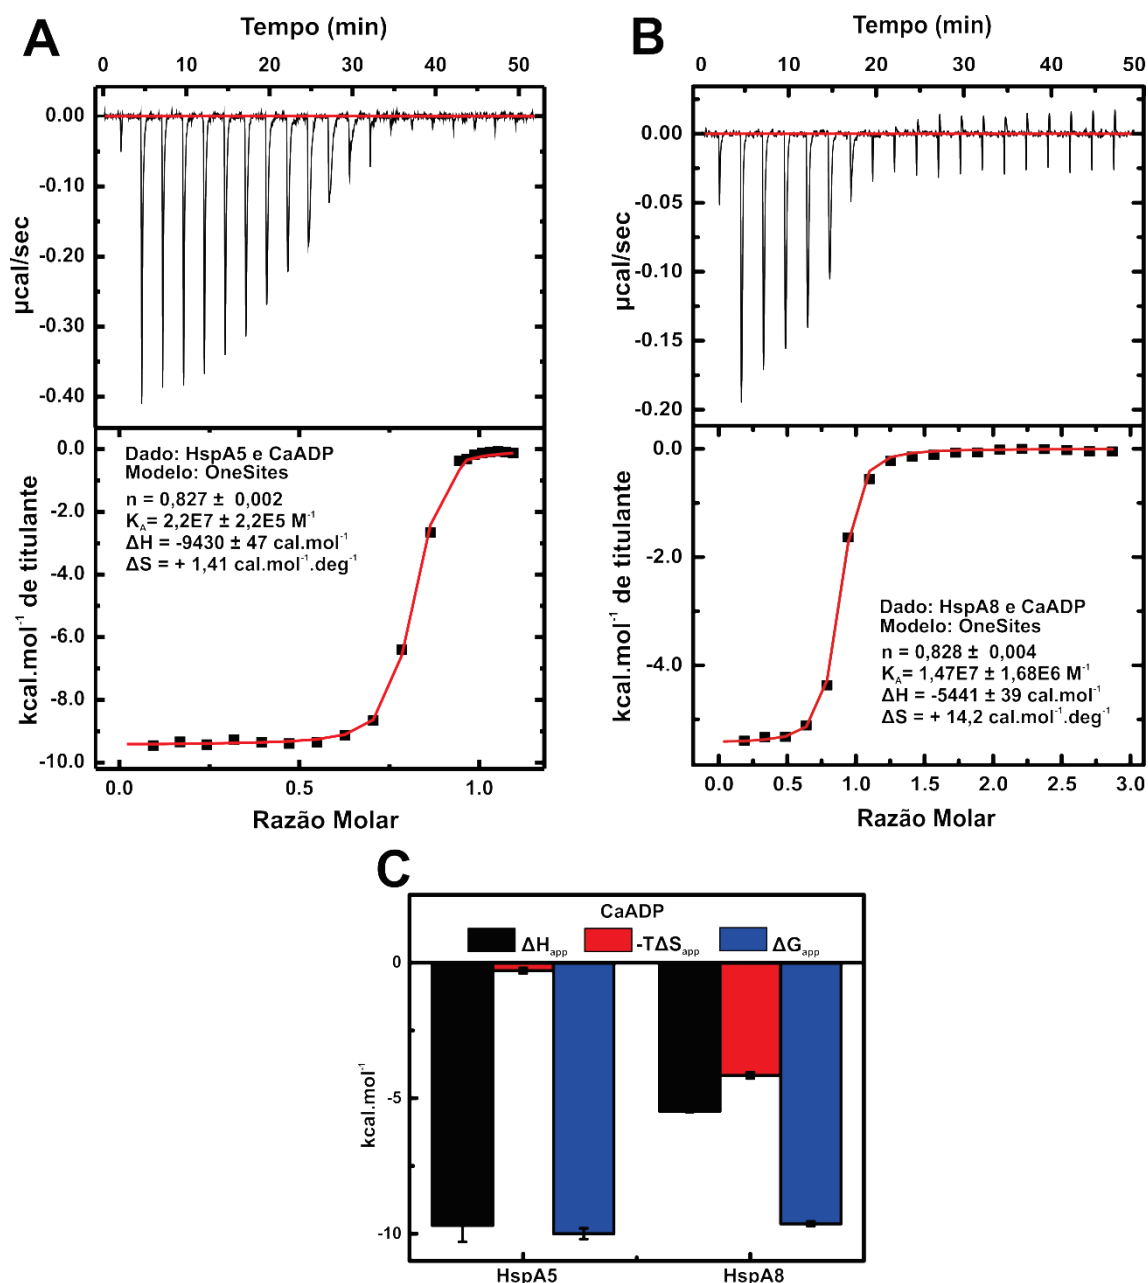 A
Tempo (min)
0 10 20 30 40 50
0.00
-0.10
-0.20
-0.30
-0.40
µcal/sec
0.0
-2.0
-4.0
-6.0
-8.0
-10.0
kcal.mol⁻¹ de titulante
Dado: HspA5 e CaADP
Modelo: OneSites
n = 0,827 ± 0,002
K_A= 2,2E7 ± 2,2E5 M⁻¹
ΔH = -9430 ± 47 cal.mol⁻¹
ΔS = + 1,41 cal.mol⁻¹.deg⁻¹
0.0 0.5 1.0
Razão Molar
B
Tempo (min)
0 10 20 30 40 50
0.00
-0.05
-0.10
-0.15
-0.20
µcal/sec
0.0
-2.0
-4.0
kcal.mol⁻¹ de titulante
Dado: HspA8 e CaADP
Modelo: OneSites
n = 0,828 ± 0,004
K_A= 1,47E7 ± 1,68E6 M⁻¹
ΔH = -5441 ± 39 cal.mol⁻¹
ΔS = + 14,2 cal.mol⁻¹.deg⁻¹
0.0 0.5 1.0 1.5 2.0 2.5 3.0
Razão Molar
C
CaADP
ΔH_app -TΔS_app ΔG_app
0
-5
-10
kcal.mol⁻¹
HspA5 HspA8